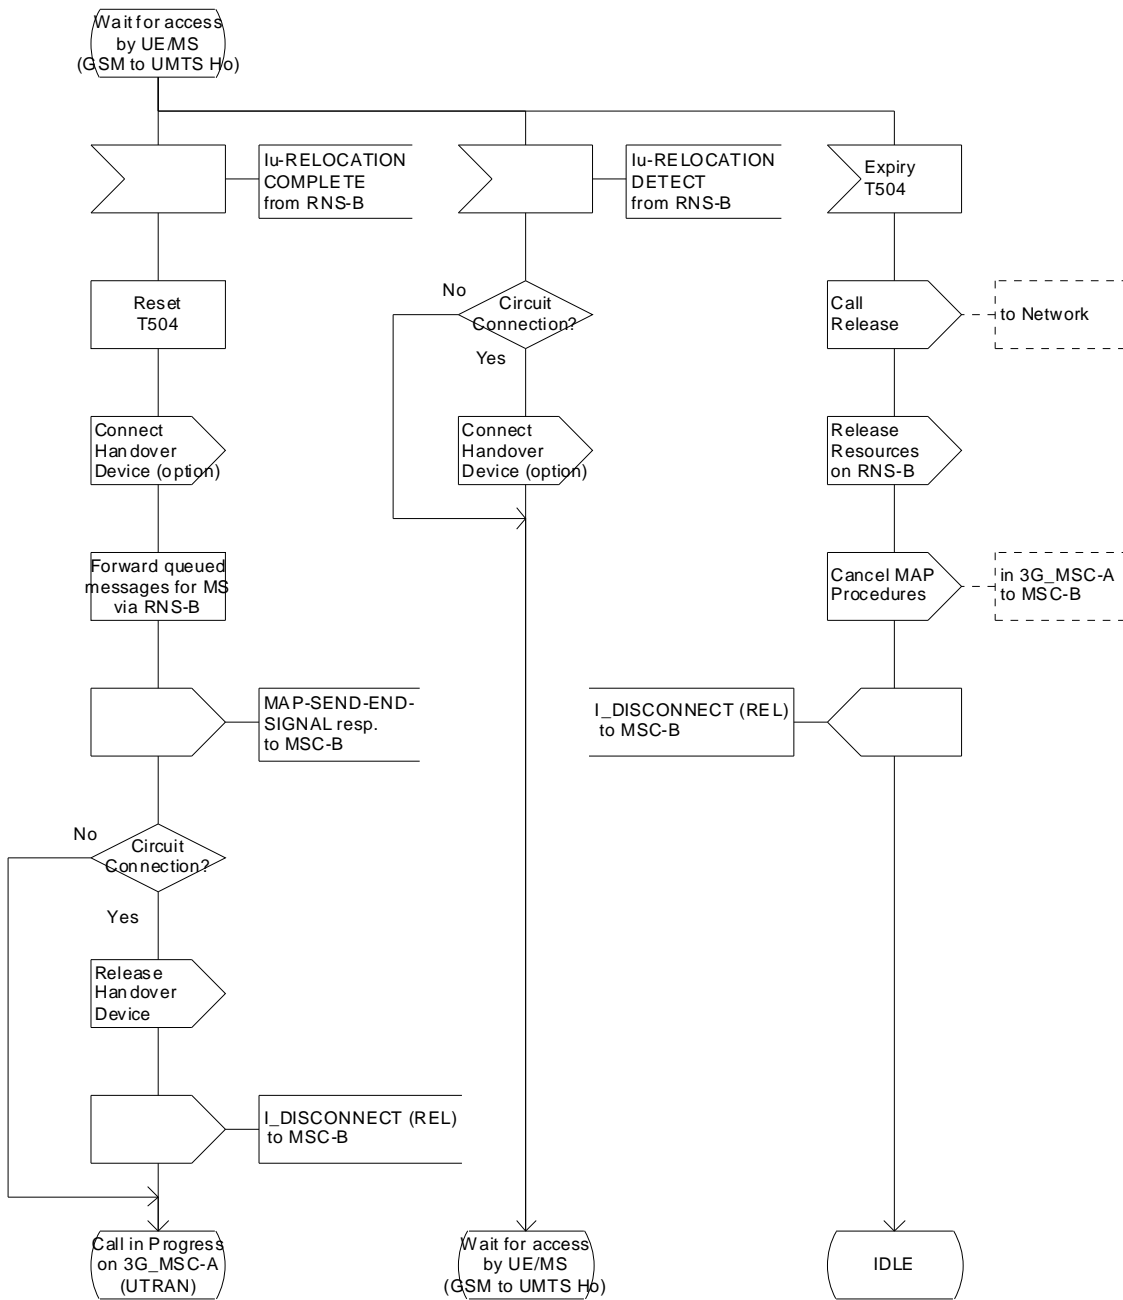 Wait for access
by UE/MS
(GSM to UMTS Ho)
Iu-RELOCATION
COMPLETE
from RNS-B
Iu-RELOCATION
DETECT
from RNS-B
Expiry
T504
Reset
T504
No
Circuit
Connection?
Yes
Call
Release
to Network
Connect
Handover
Device (option)
Connect
Handover
Device (option)
Release
Resources
on RNS-B
Forward queued
messages for MS
via RNS-B
Cancel MAP
Procedures
in 3G_MSC-A
to MSC-B
MAP-SEND-END-
SIGNAL resp.
to MSC-B
I_DISCONNECT (REL)
to MSC-B
No
Circuit
Connection?
Yes
Release
Handover
Device
I_DISCONNECT (REL)
to MSC-B
Call in Progress
on 3G_MSC-A
(UTRAN)
Wait for access
by UE/MS
(GSM to UMTS Ho)
IDLE